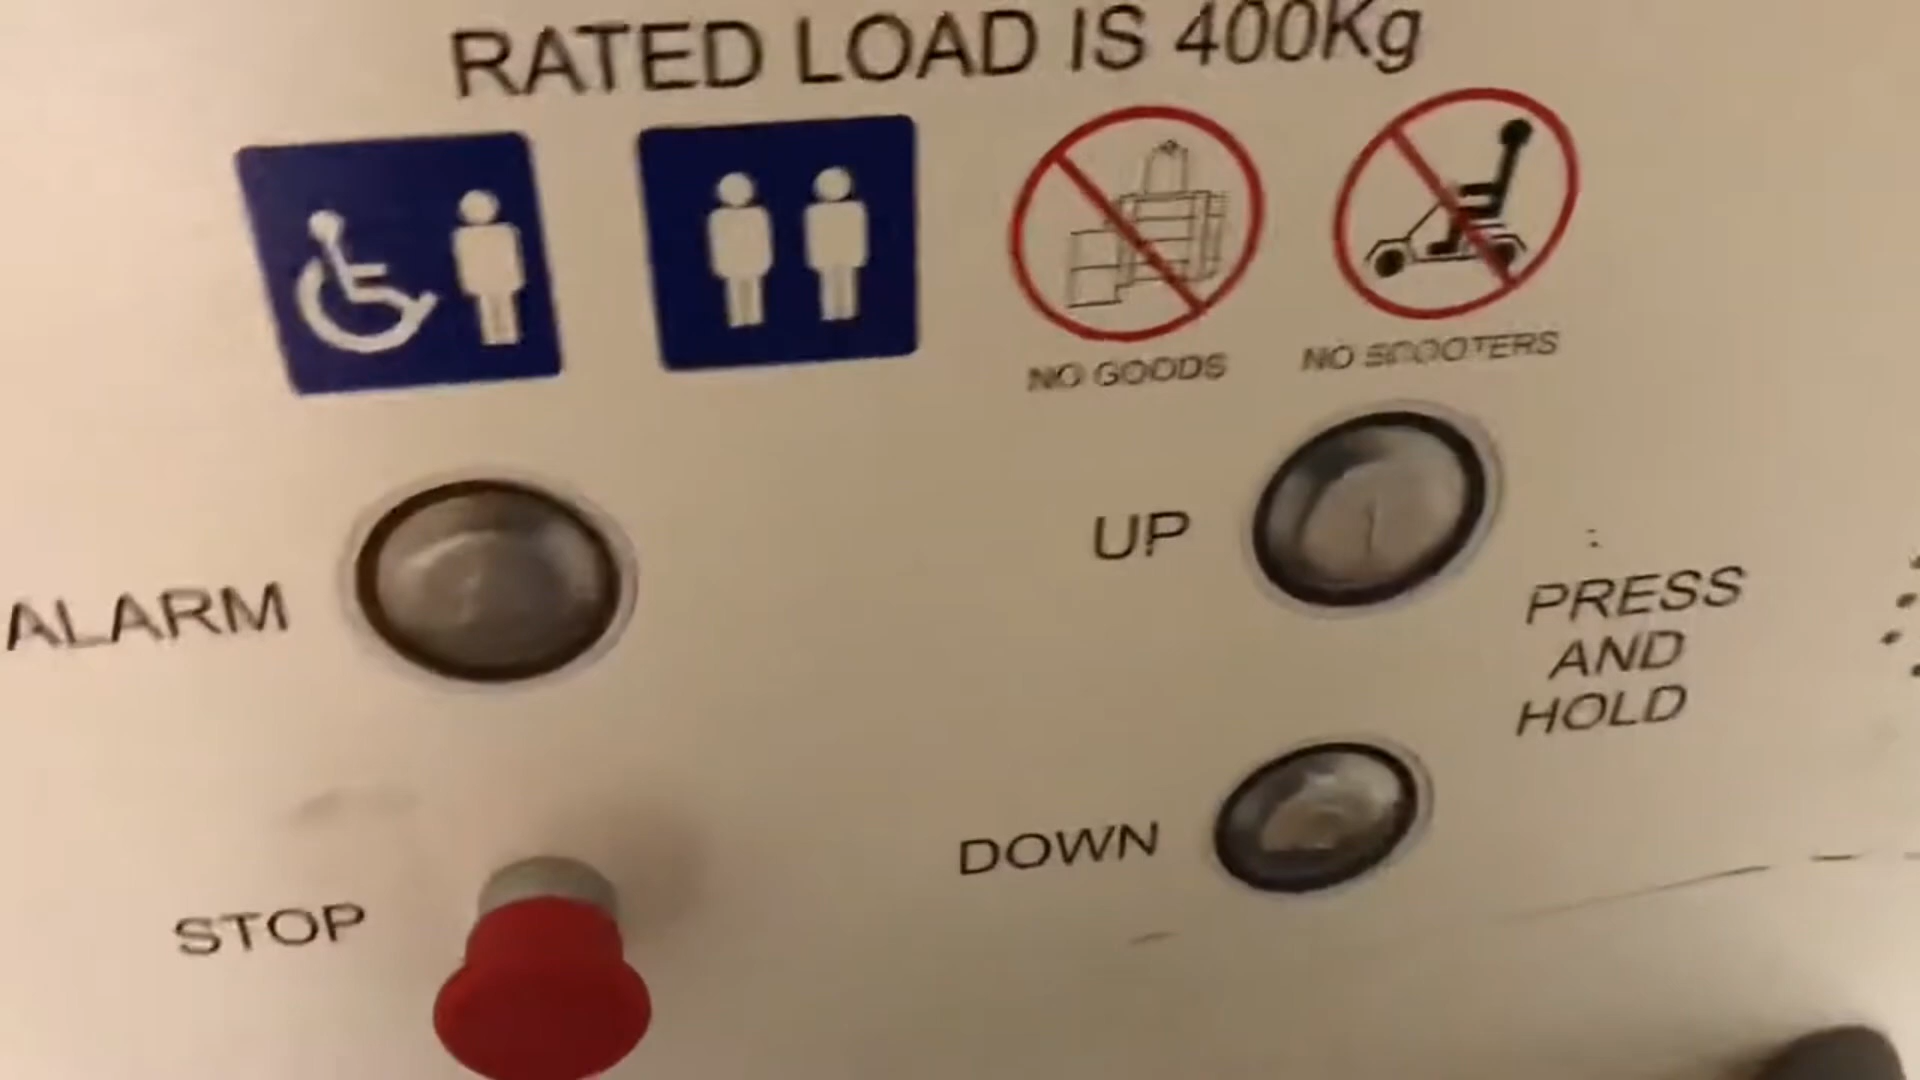 RATED LOAD IS 400Kg
NO GOODS
NO SCOOTERS
ALARM
UP
PRESS
AND
HOLD
DOWN
STOP